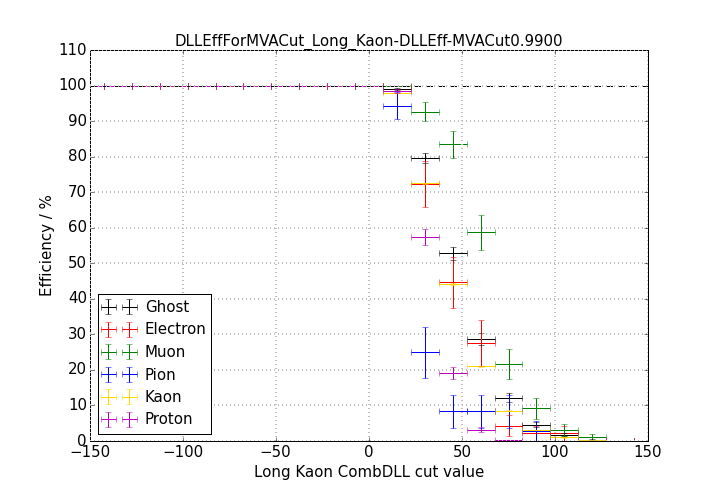 DLLEffForMVACut_Long_Kaon-DLLEff-MVACut0.9900
110
100
90
80
70
60
50
40
30
20
10
0
Efficiency / %
Ghost
Electron
Muon
Pion
Kaon
Proton
−150 −100 −50 0 50 100 150
Long Kaon CombDLL cut value